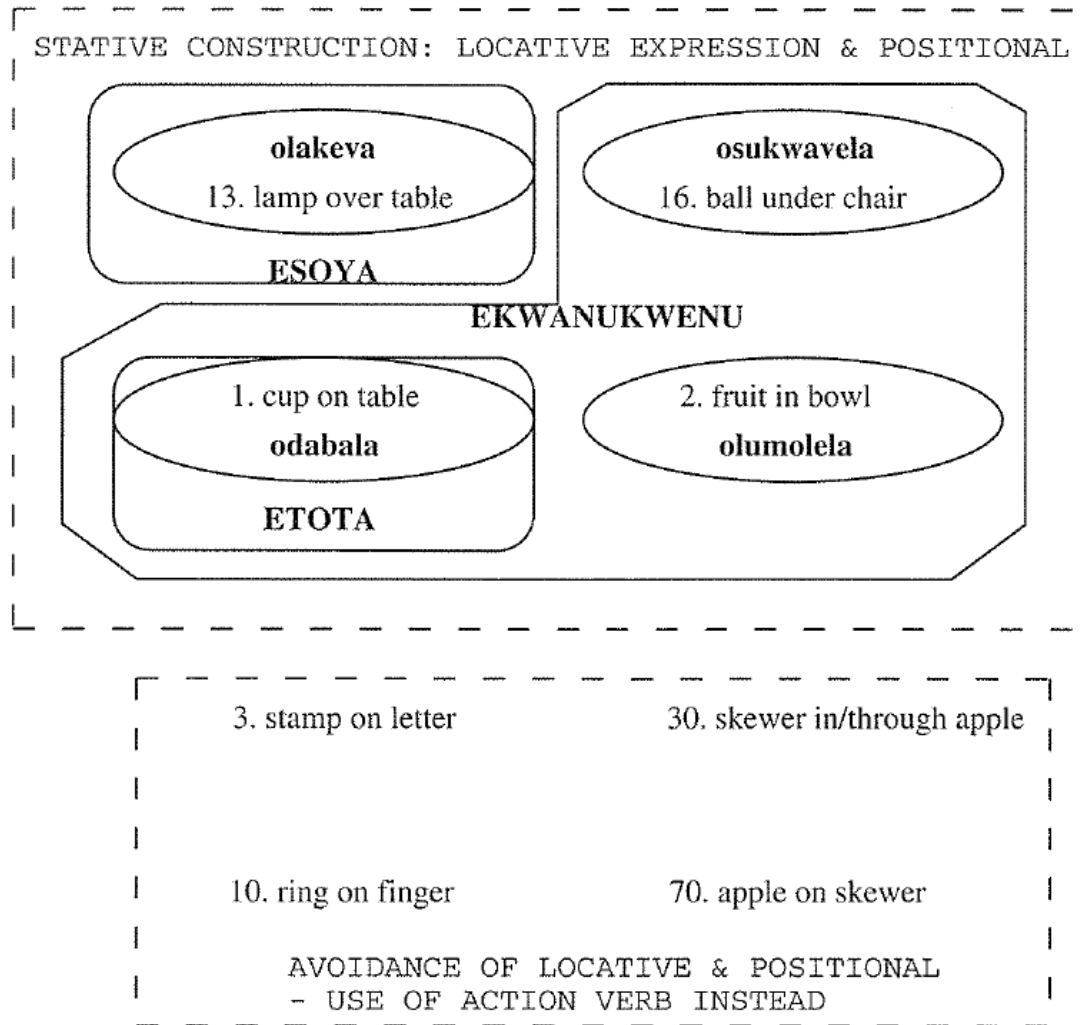 STATIVE CONSTRUCTION: LOCATIVE EXPRESSION & POSITIONAL
olakeva
13. lamp over table
ESOYA
osukwavela
16. ball under chair
EKWANUKWENU
1. cup on table
odabala
ETOTA
2. fruit in bowl
olumolela
3. stamp on letter
30. skewer in/through apple
10. ring on finger
70. apple on skewer
AVOIDANCE OF LOCATIVE & POSITIONAL
- USE OF ACTION VERB INSTEAD